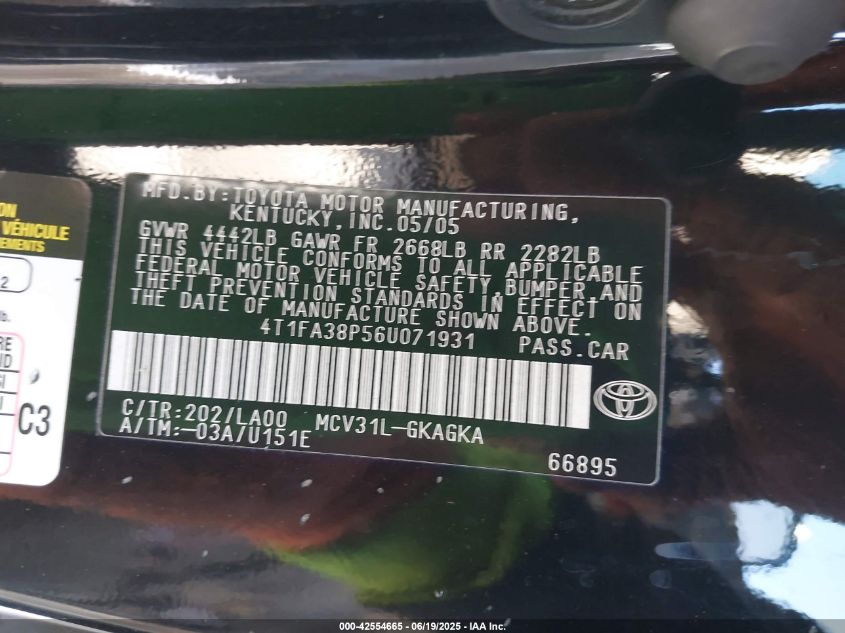 MFD.BY:TOYOTA MOTOR MANUFACTURING,
KENTUCKY,INC.05/05
GVWR 4442LB GAWR FR 2668LB RR 2282LB
THIS VEHICLE CONFORMS TO ALL APPLICABLE
FEDERAL MOTOR VEHICLE SAFETY,BUMPER,AND
THEFT PREVENTION STANDARDS IN EFFECT ON
THE DATE OF MANUFACTURE SHOWN ABOVE.
4T1FA38P56U071931 PASS.CAR
C/TR:202/LA00 MCV31L-GKAGKA
A/TM:-03A/U151E
66895
VÉHICULE
C3
000-42554665 - 06/19/2025 - IAA Inc.